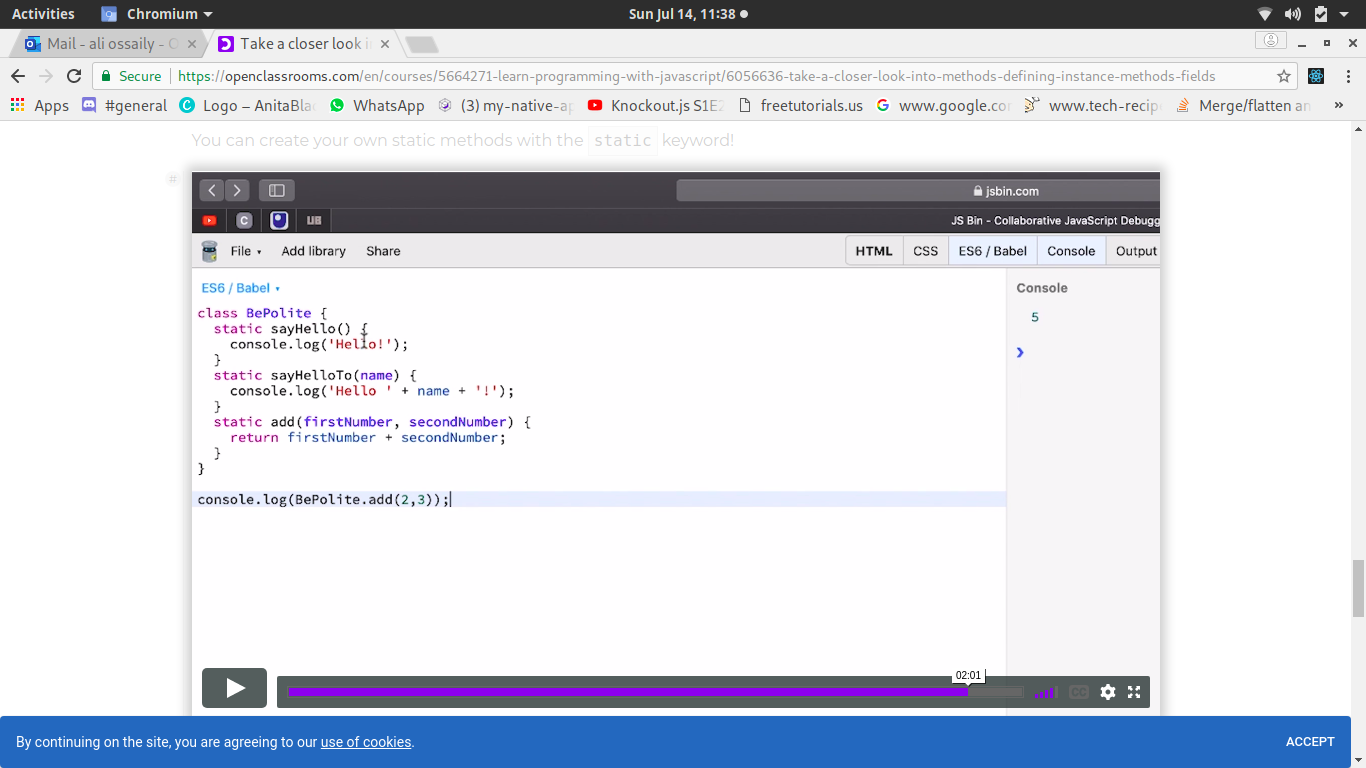 Activities Chromium Sun Jul 14, 11:38
Mail - ali ossaily - O Take a closer look i
Secure https://openclassrooms.com/en/courses/5664271-learn-programming-with-javascript/6056636-take-a-closer-look-into-methods-defining-instance-methods-fields
Apps #general Logo – AnitaBla WhatsApp (3) my-native-ap Knockout.js S1E2 freetutorials.us www.google.co www.tech-recip Merge/flatten an »
You can create your own static methods with the static keyword!
#
jsbin.com
C UB JS Bin - Collaborative JavaScript Debugg
File Add library Share HTML CSS ES6 / Babel Console Output
ES6 / Babel Console
class BePolite {
5
static sayHello() {
console.log('Hello!');
}
static sayHelloTo(name) {
console.log('Hello ' + name + '!');
}
static add(firstNumber, secondNumber) {
return firstNumber + secondNumber;
}
}
console.log(BePolite.add(2,3));
02:01
CC
By continuing on the site, you are agreeing to our use of cookies. ACCEPT